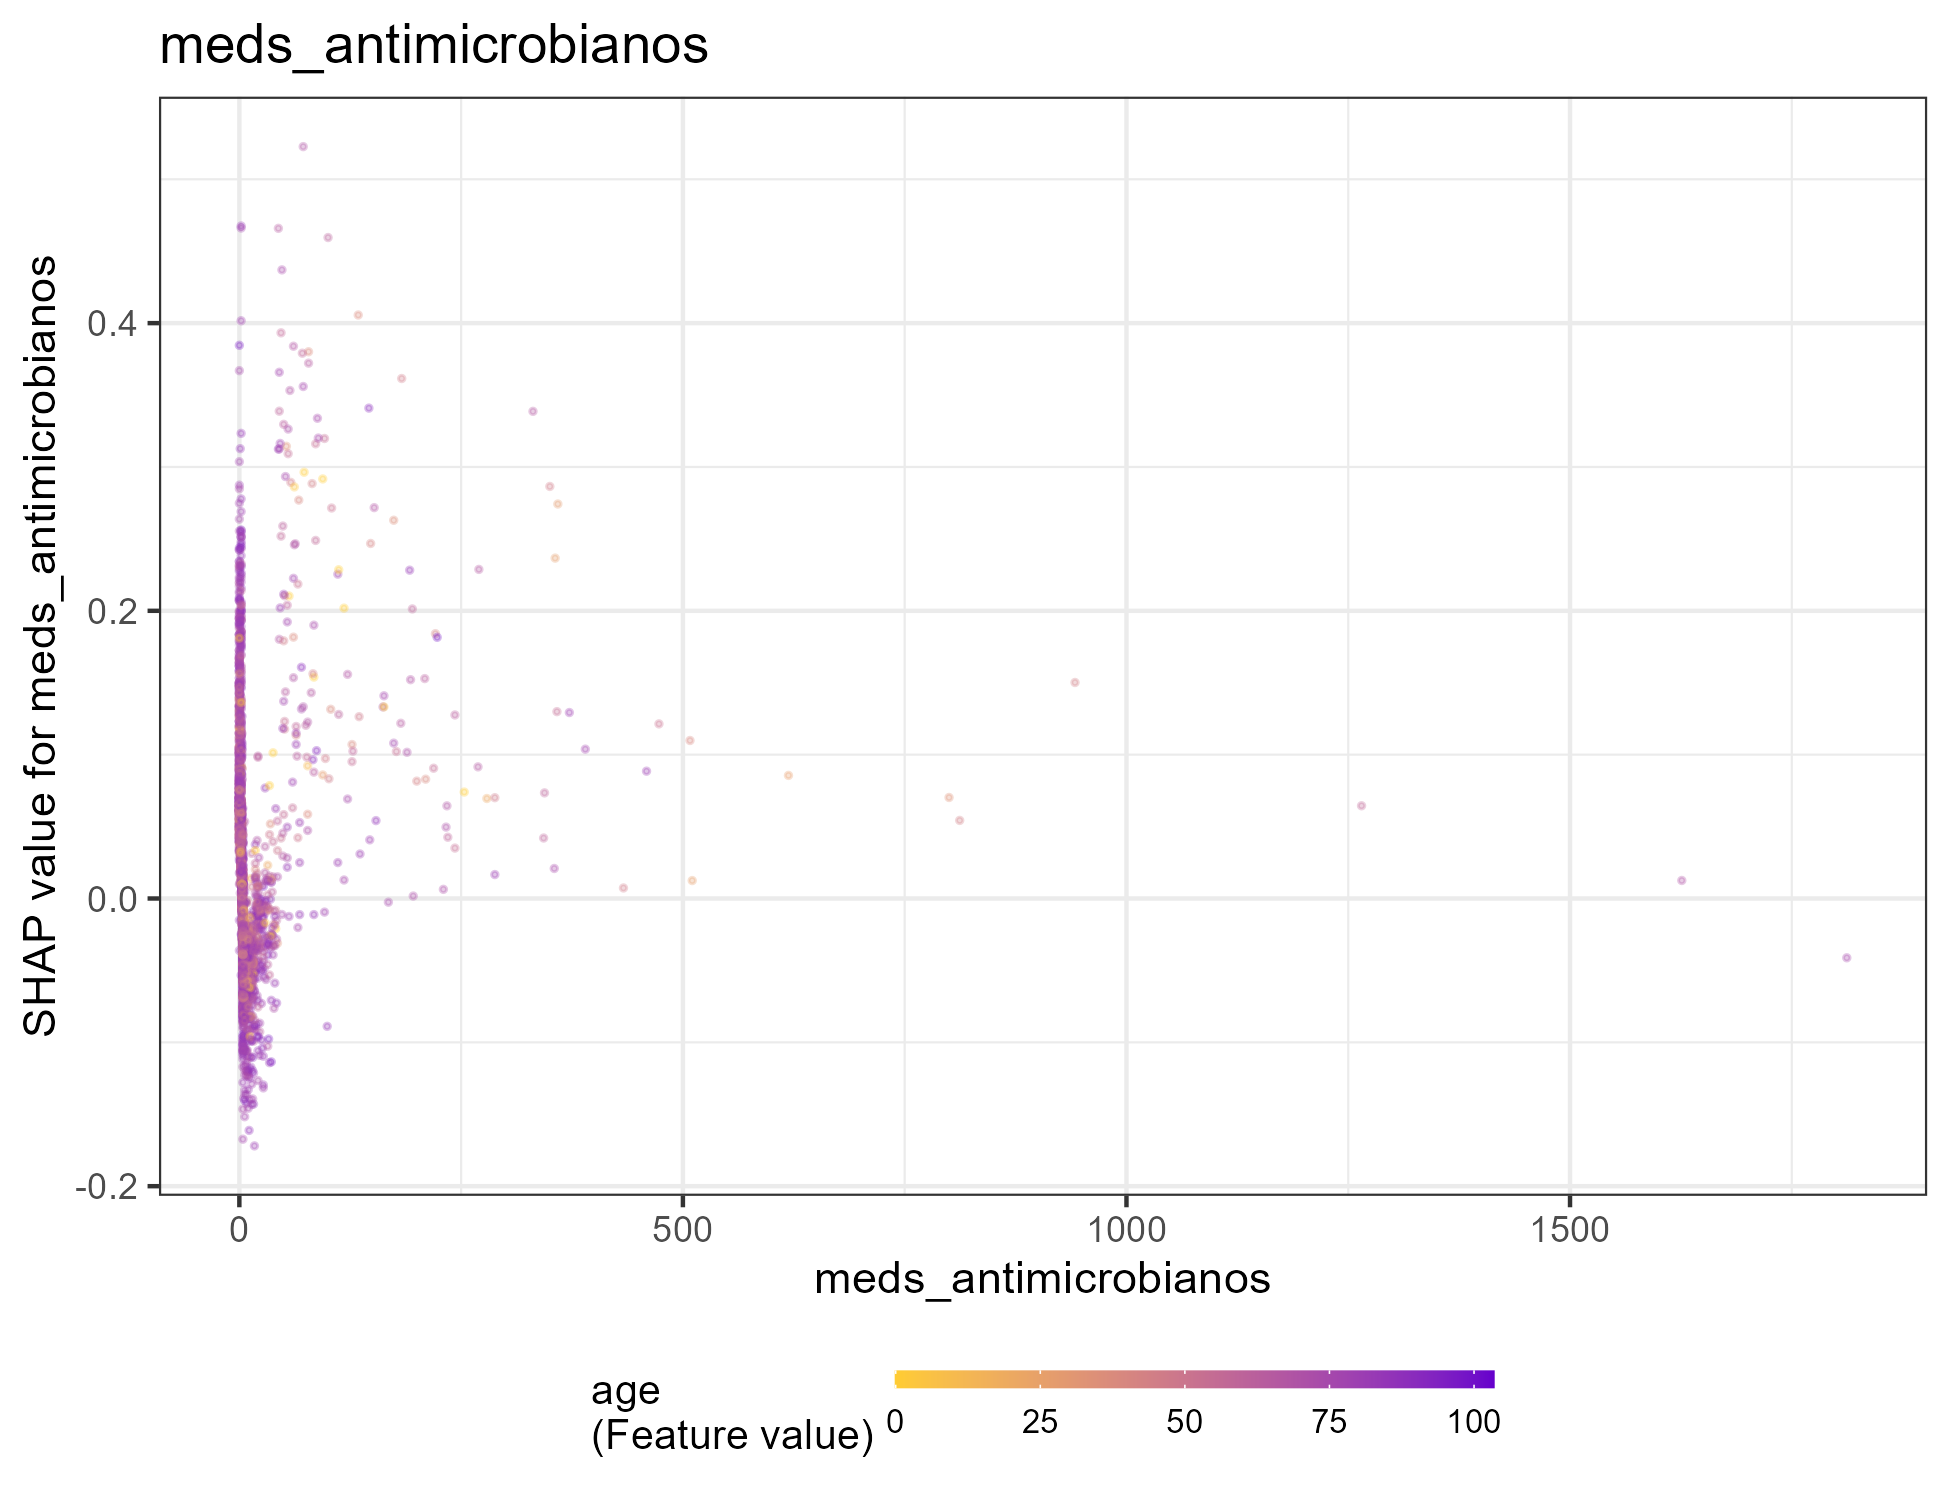 meds_antimicrobianos
SHAP value for meds_antimicrobianos
0.4
0.2
0.0
-0.2
0 500 1000 1500
meds_antimicrobianos
age
(Feature value)
0 25 50 75 100